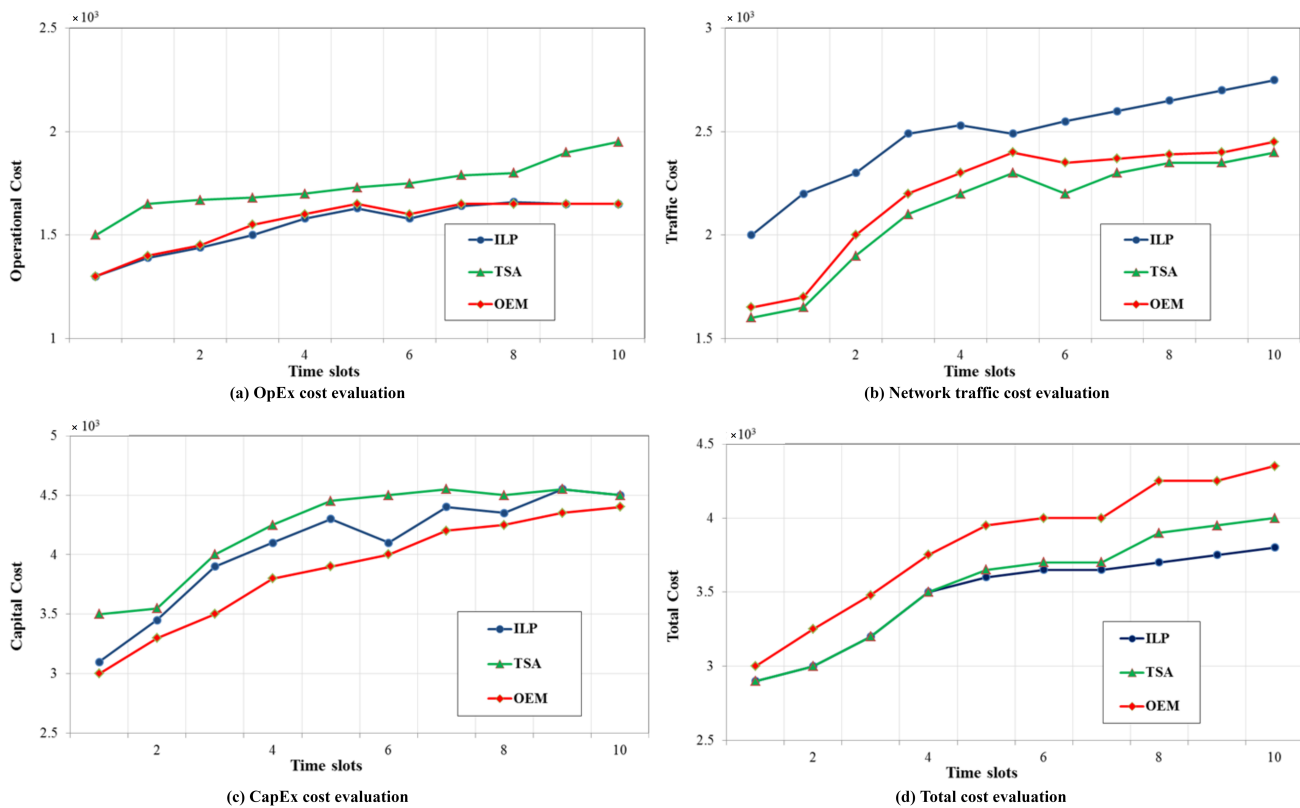 × 10³
2.5
2
1.5
1
Operational Cost
2
4
6
8
10
Time slots
ILP
TSA
OEM
(a) OpEx cost evaluation
× 10³
3
2.5
2
1.5
Traffic Cost
2
4
6
8
10
Time slots
ILP
TSA
OEM
(b) Network traffic cost evaluation
× 10³
5
4.5
4
3.5
3
2.5
Capital Cost
2
4
6
8
10
Time slots
ILP
TSA
OEM
(c) CapEx cost evaluation
× 10³
4.5
4
3.5
3
2.5
Total Cost
2
4
6
8
10
Time slots
ILP
TSA
OEM
(d) Total cost evaluation